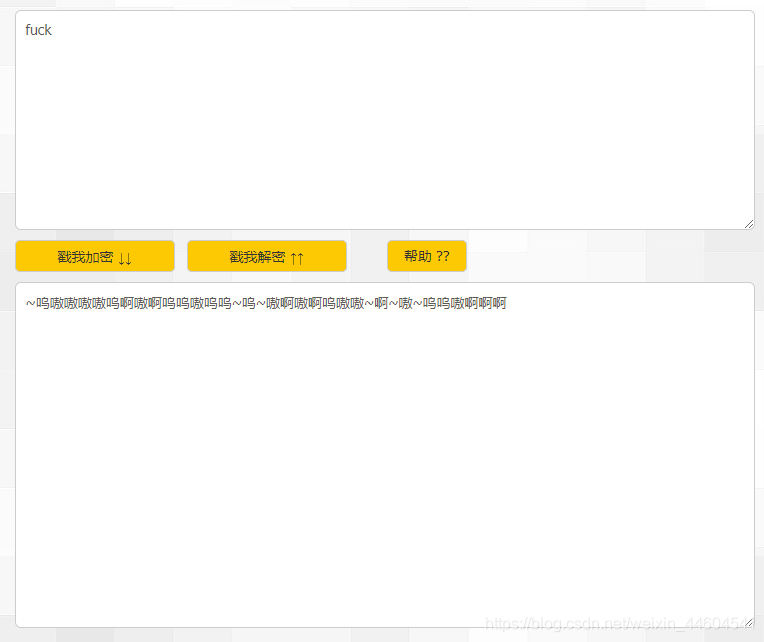 fuck
戳我加密 ↓↓ 戳我解密 ↑↑ 帮助 ??
~呜嗷嗷嗷嗷呜啊嗷啊呜呜嗷呜呜~呜~嗷啊嗷啊呜嗷嗷~啊~嗷~呜呜嗷啊啊啊
https://blog.csdn.net/weixin_4460454